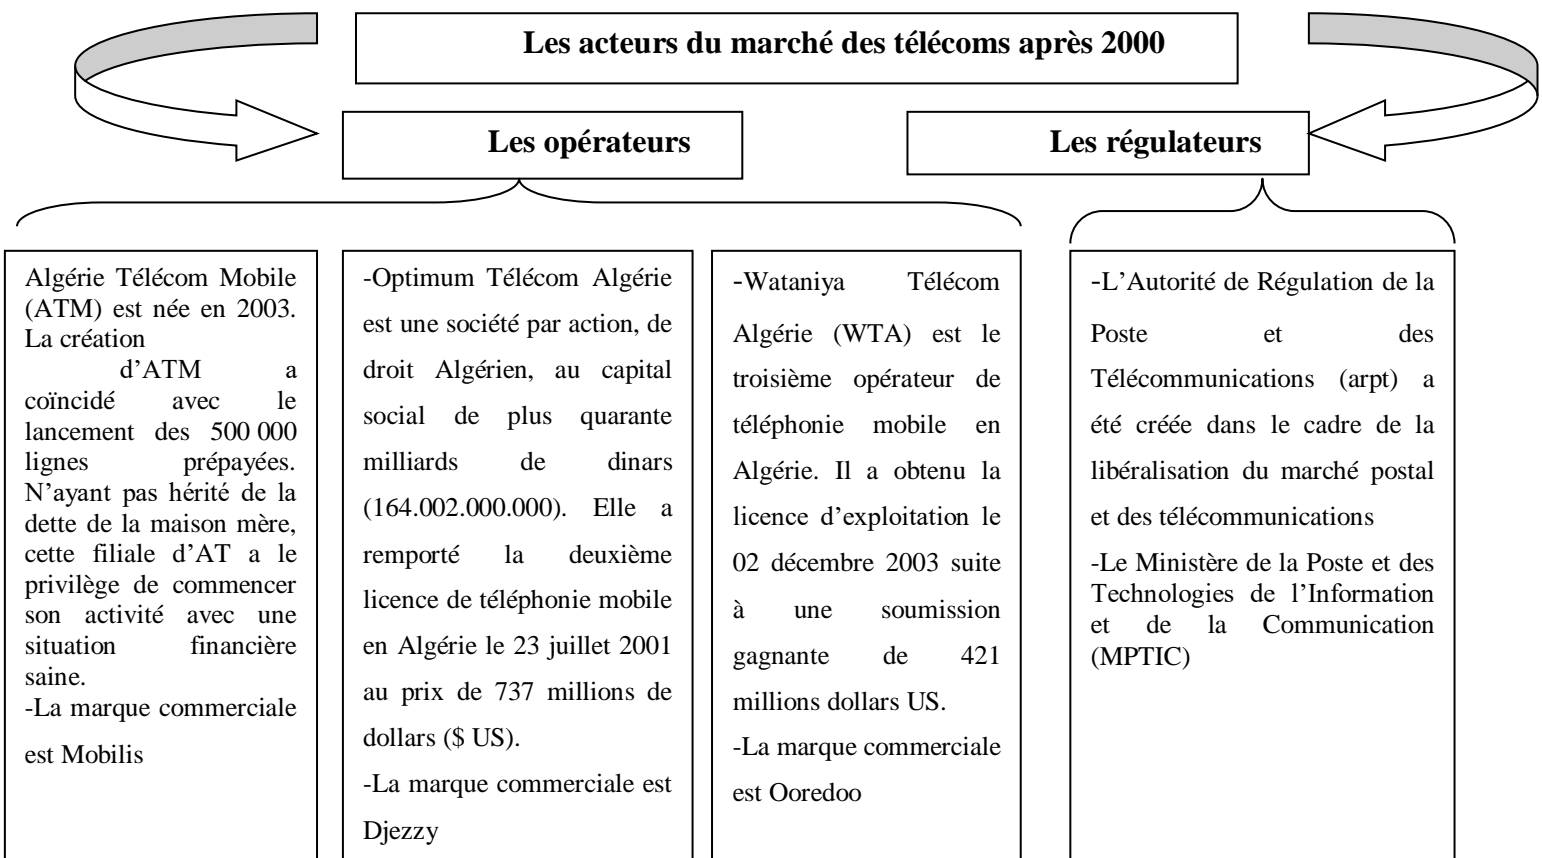 Les acteurs du marché des télécoms après 2000
Les opérateurs
Les régulateurs
Algérie Télécom Mobile
(ATM) est née en 2003.
La création
d’ATM a
coïncidé avec le
lancement des 500 000
lignes prépayées.
N’ayant pas hérité de la
dette de la maison mère,
cette filiale d’AT a le
privilège de commencer
son activité avec une
situation financière
saine.
-La marque commerciale
est Mobilis
-Optimum Télécom Algérie
est une société par action, de
droit Algérien, au capital
social de plus quarante
milliards de dinars
(164.002.000.000). Elle a
remporté la deuxième
licence de téléphonie mobile
en Algérie le 23 juillet 2001
au prix de 737 millions de
dollars ($ US).
-La marque commerciale est
Djezzy
-Wataniya Télécom
Algérie (WTA) est le
troisième opérateur de
téléphonie mobile en
Algérie. Il a obtenu la
licence d’exploitation le
02 décembre 2003 suite
à une soumission
gagnante de 421
millions dollars US.
-La marque commerciale
est Ooredoo
-L’Autorité de Régulation de la
Poste et des
Télécommunications (arpt) a
été créée dans le cadre de la
libéralisation du marché postal
et des télécommunications
-Le Ministère de la Poste et des
Technologies de l’Information
et de la Communication
(MPTIC)